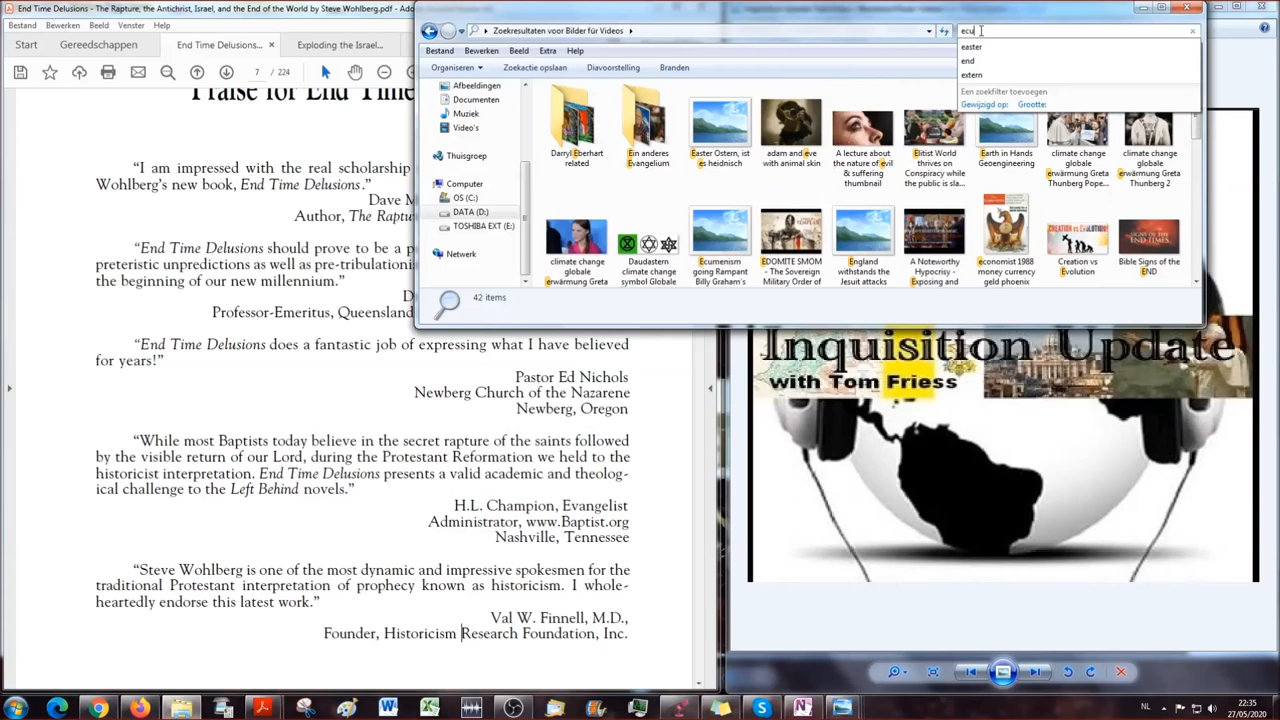 End Time Delusions - The Rapture, the Antichrist, Israel, and the End of the World by Steve Wohlberg.pdf - Ado
Bestand Bewerken Beeld Venster Help
Start Gereedschappen End Time Delusions... Exploding the Israel...
7 / 224
Praise for End Time
"I am impressed with the real scholarship
Wohlberg's new book, End Time Delusions."
Dave M
Author, The Raptu
"End Time Delusions should prove to be a p
preteristic unpredictions as well as pre-tribulationi
the beginning of our new millennium."
Professor-Emeritus, Queensland
"End Time Delusions does a fantastic job of expressing what I have believed
for years!"
Pastor Ed Nichols
Newberg Church of the Nazarene
Newberg, Oregon
"While most Baptists today believe in the secret rapture of the saints followed
by the visible return of our Lord, during the Protestant Reformation we held to the
historicist interpretation. End Time Delusions presents a valid academic and theolog-
ical challenge to the Left Behind novels."
H.L. Champion, Evangelist
Administrator, www.Baptist.org
Nashville, Tennessee
"Steve Wohlberg is one of the most dynamic and impressive spokesmen for the
traditional Protestant interpretation of prophecy known as historicism. I whole-
heartedly endorse this latest work."
Val W. Finnell, M.D.,
Founder, Historicism Research Foundation, Inc.
Zoekresultaten voor Bilder für Videos
ecu
easter
end
extern
Een zoekfilter toevoegen
Gewijzigd op: Grootte:
Bestand Bewerken Beeld Extra Help
Organiseren Zoekactie opslaan Diavoorstelling Branden
Afbeeldingen
Documenten
Muziek
Video's
Thuisgroep
Computer
OS (C:)
DATA (D:)
TOSHIBA EXT (E:)
Netwerk
Darryl Eberhart
related
Ein anderes
Evangelium
Easter Ostern, ist
es heidnisch
adam and eve
with animal skin
A lecture about
the nature of evil
& suffering
thumbnail
Elitist World
thrives on
Conspiracy while
the public is sla...
Earth in Hands
Geoengineering
climate change
globale
erwärmung Greta
Thunberg Pope...
climate change
globale
erwärmung Greta
Thunberg 2
climate change
globale
erwärmung Greta
Daudastern
climate change
symbol Globale
Ecumenism
going Rampant
Billy Graham's
EDOMITE SMOM
- The Sovereign
Military Order of
England
withstands the
Jesuit attacks
A Noteworthy
Hypocrisy -
Exposing and
economist 1988
money currency
geld phoenix
Creation vs
Evolution
Bible Signs of the
END
42 items
Inquisition Update
with Tom Friess
NL
22:35
27/05/2020